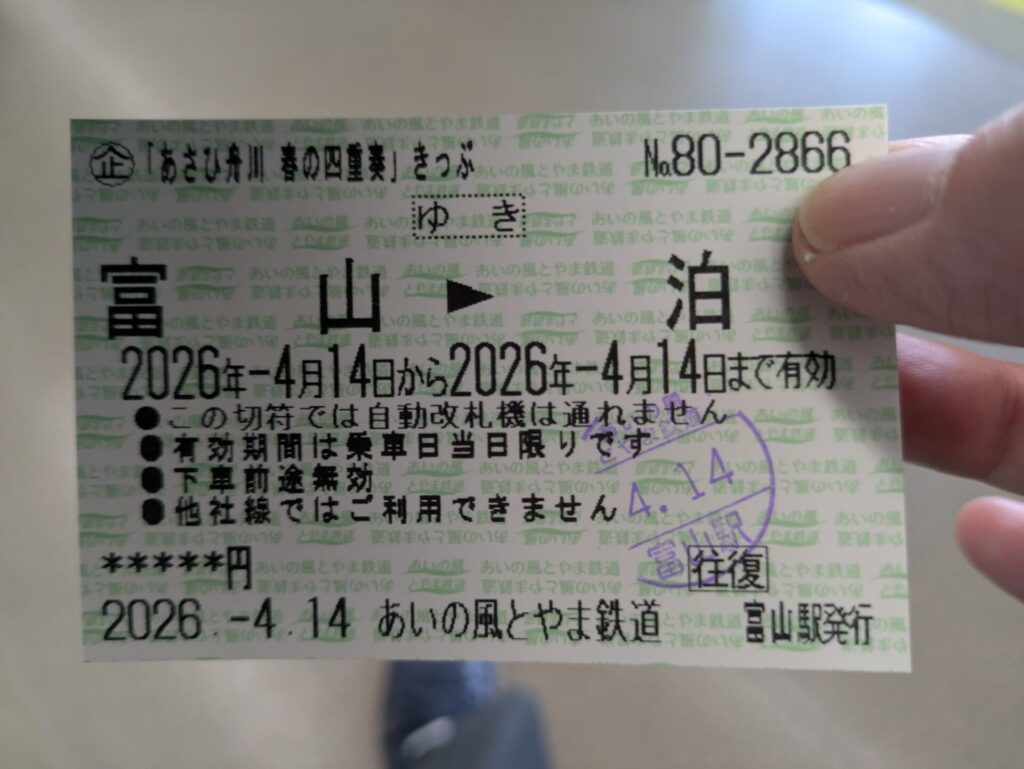 ㊭「あさひ舟川 春の四重奏」きっぷ №80-2866
ゆ き
富 山 ▶ 泊
2026年-4月14日から2026年-4月14日まで有効
●この切符では自動改札機は通れません
●有効期間は乗車日当日限りです
●下車前途無効
●他社線ではご利用できません
4.14
富山駅
*****円
往復
2026.-4.14 あいの風とやま鉄道 富山駅発行